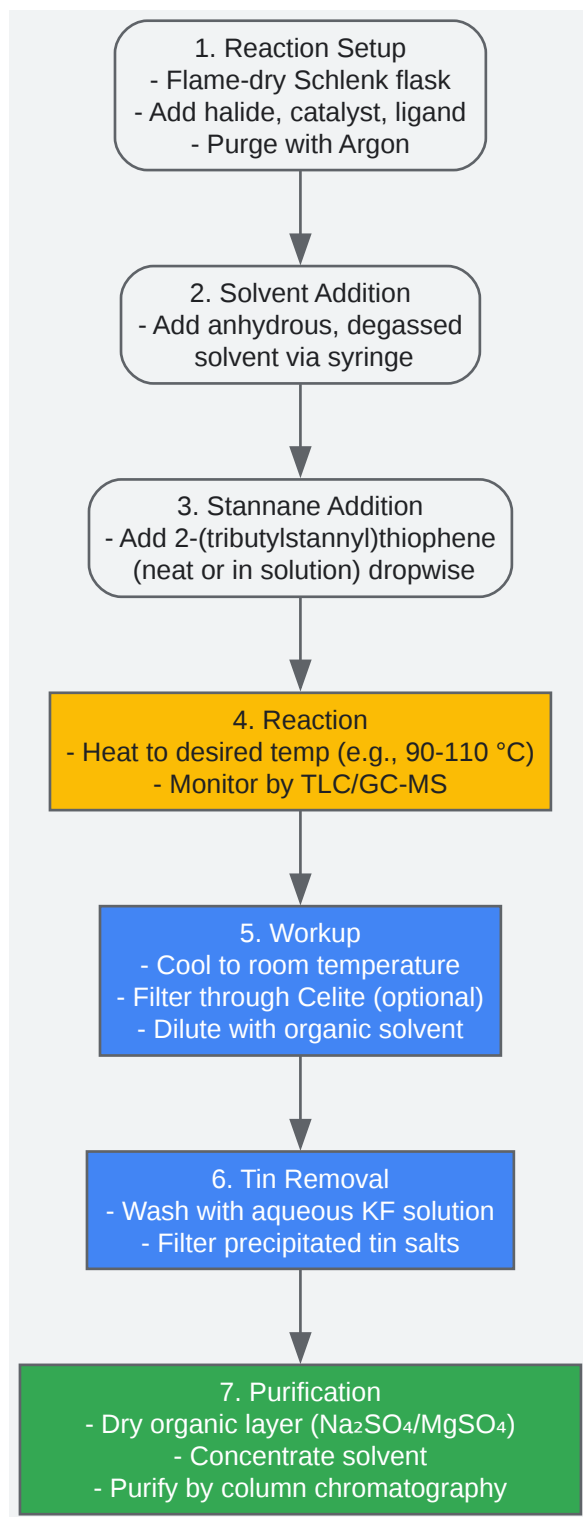 1. Reaction Setup
- Flame-dry Schlenk flask
- Add halide, catalyst, ligand
- Purge with Argon
2. Solvent Addition
- Add anhydrous, degassed
solvent via syringe
3. Stannane Addition
- Add 2-(tributylstannyl)thiophene
(neat or in solution) dropwise
4. Reaction
- Heat to desired temp (e.g., 90-110 °C)
- Monitor by TLC/GC-MS
5. Workup
- Cool to room temperature
- Filter through Celite (optional)
- Dilute with organic solvent
6. Tin Removal
- Wash with aqueous KF solution
- Filter precipitated tin salts
7. Purification
- Dry organic layer (Na₂SO₄/MgSO₄)
- Concentrate solvent
- Purify by column chromatography